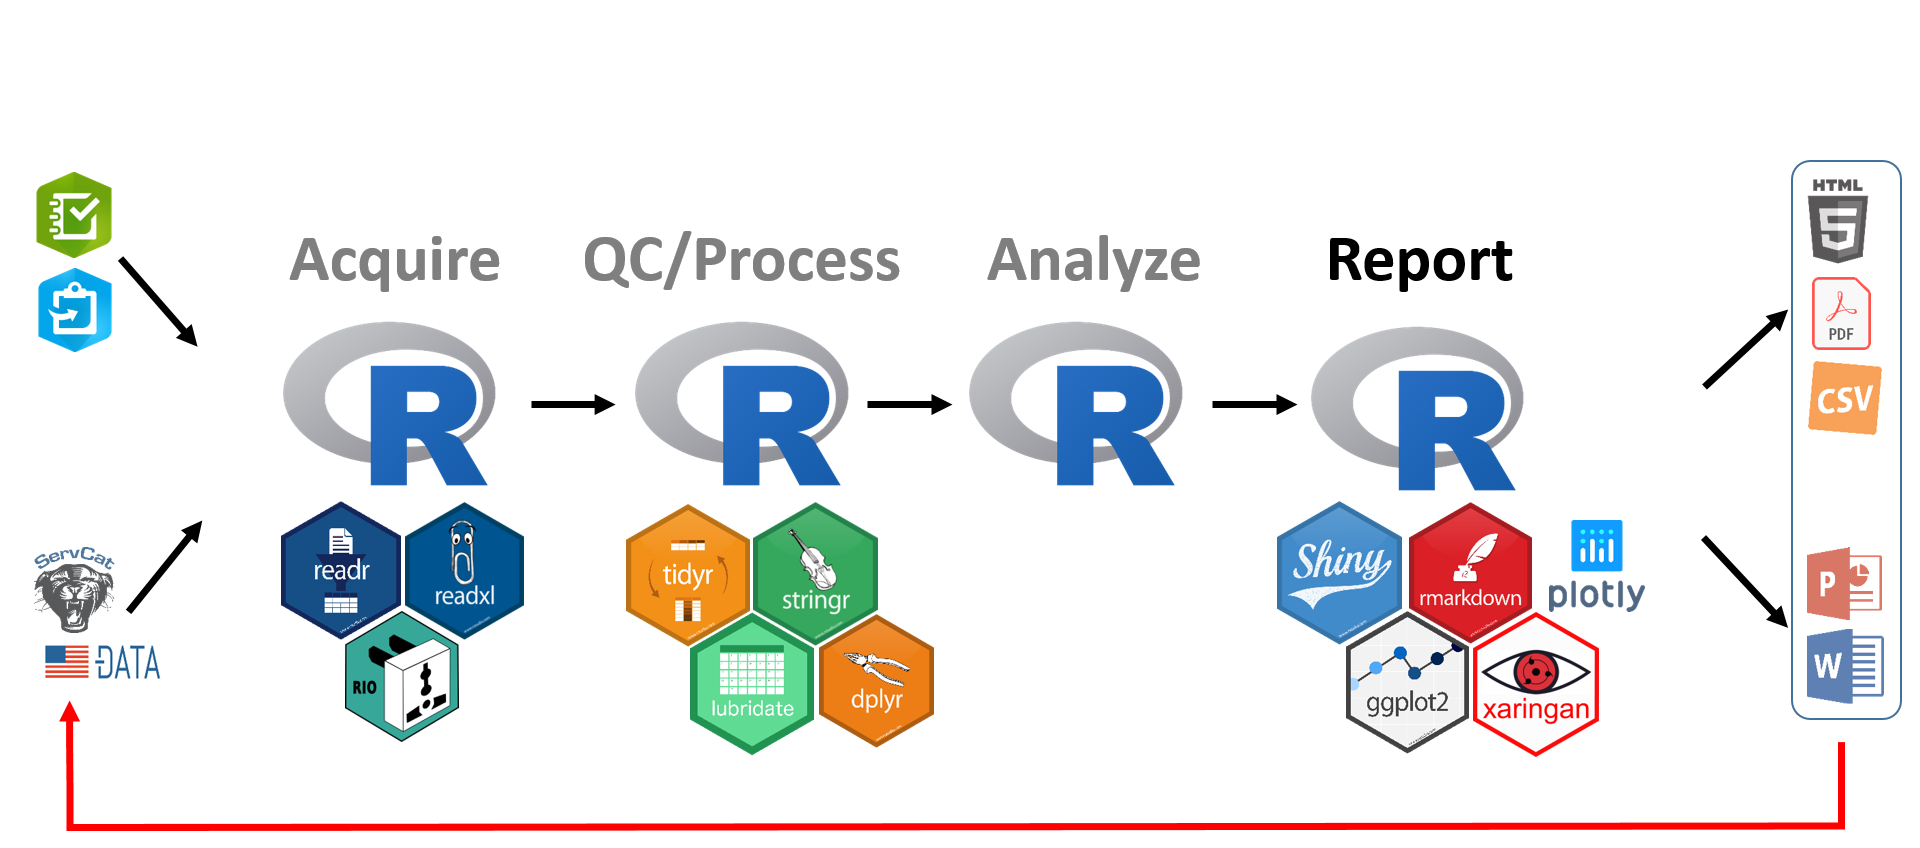 Acquire
QC/Process
Analyze
Report
R
R
R
R
ServCat
DATA
readr
readxl
RIO
tidyr
stringr
lubridate
dplyr
Shiny
rmarkdown
plotly
ggplot2
xaringan
HTML
5
PDF
CSV
P
W